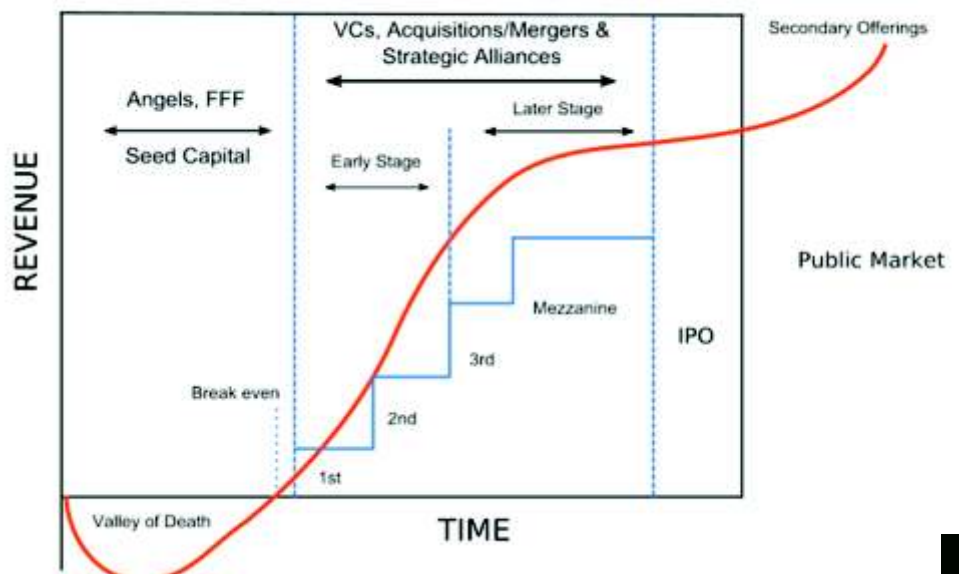 VCs, Acquisitions/Mergers &
Strategic Alliances
Secondary Offerings
Angels, FFF
Seed Capital
Later Stage
Early Stage
REVENUE
Public Market
Mezzanine
IPO
3rd
Break even
2nd
1st
Valley of Death
TIME